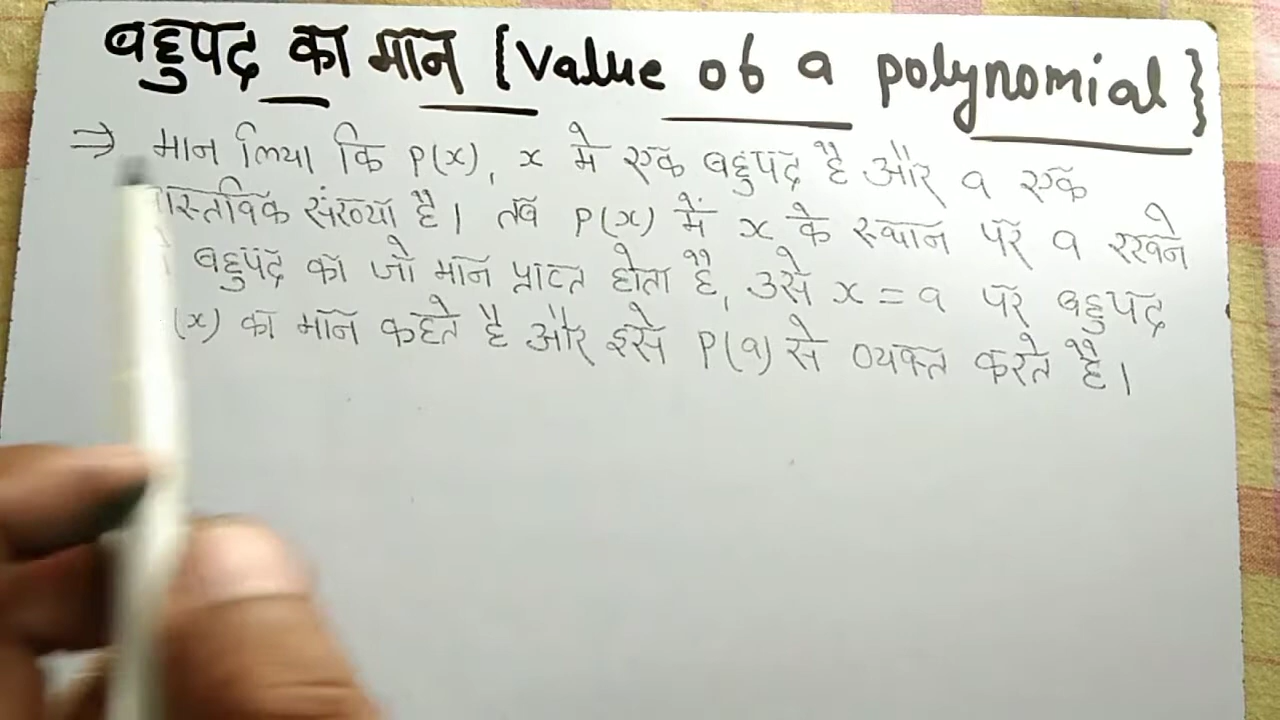 बहुपद का मान {Value of a polynomial}
⇒ मान लिया कि P(x), x मे एक बहुपद है और a एक
वास्तविक संख्या है। तब P(x) में x के स्थान पर a रखने
बहुपद का जो मान प्राप्त होता है, उसे x = a पर बहुपद
(x) का मान कहते है और इसे P(a) से व्यक्त करते है।